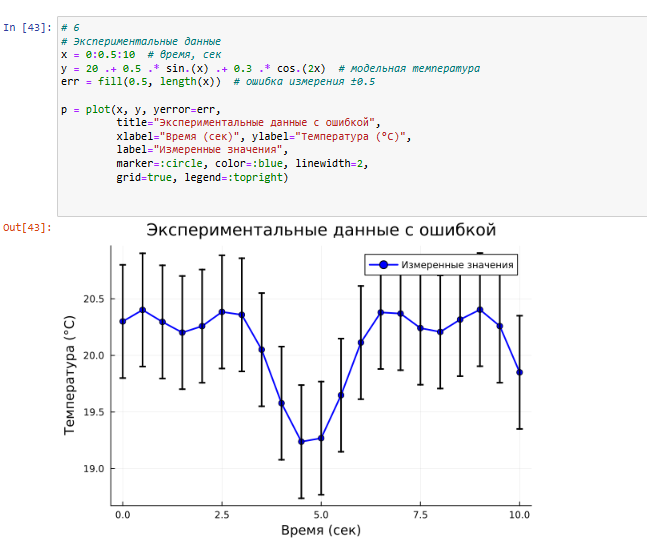 In [43]: # 6
# Экспериментальные данные
x = 0:0.5:10  # время, сек
y = 20 .+ 0.5 .* sin.(x) .+ 0.3 .* cos.(2x)  # модельная температура
err = fill(0.5, length(x))  # ошибка измерения ±0.5
p = plot(x, y, yerror=err,
title="Экспериментальные данные с ошибкой",
xlabel="Время (сек)", ylabel="Температура (°C)",
label="Измеренные значения",
marker=:circle, color=:blue, linewidth=2,
grid=true, legend=:topright)
Out[43]:
Экспериментальные данные с ошибкой
Измеренные значения
Температура (°C)
20.5
20.0
19.5
19.0
0.0 2.5 5.0 7.5 10.0
Время (сек)